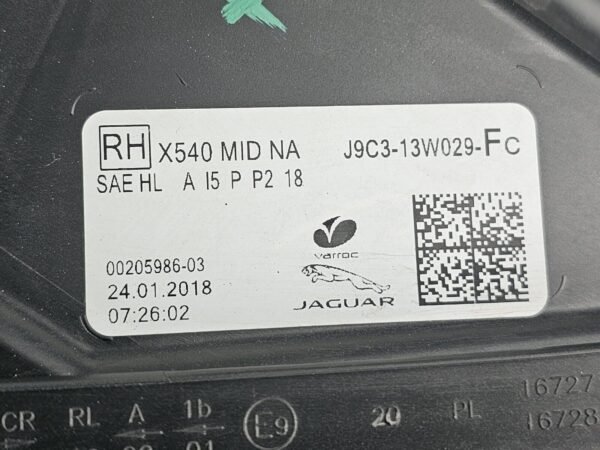 RH X540 MID NA J9C3-13W029-FC
SAE HL A I5 P P2 18
varroc
00205986-03
24.01.2018
JAGUAR
07:26:02
CR RL A 1b E9 20 PL 16727
16728
01